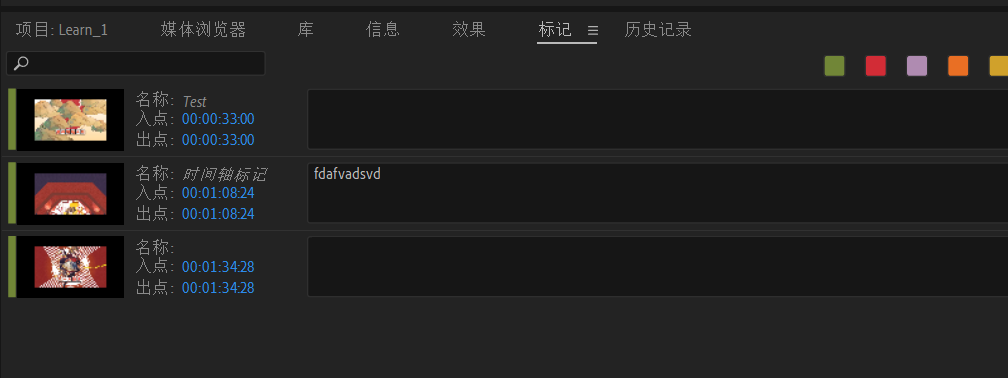 项目: Learn_1 媒体浏览器 库 信息 效果 标记 ≡ 历史记录
名称: Test
入点: 00:00:33:00
出点: 00:00:33:00
名称: 时间轴标记
入点: 00:01:08:24
出点: 00:01:08:24
fdafvadsvd
名称:
入点: 00:01:34:28
出点: 00:01:34:28